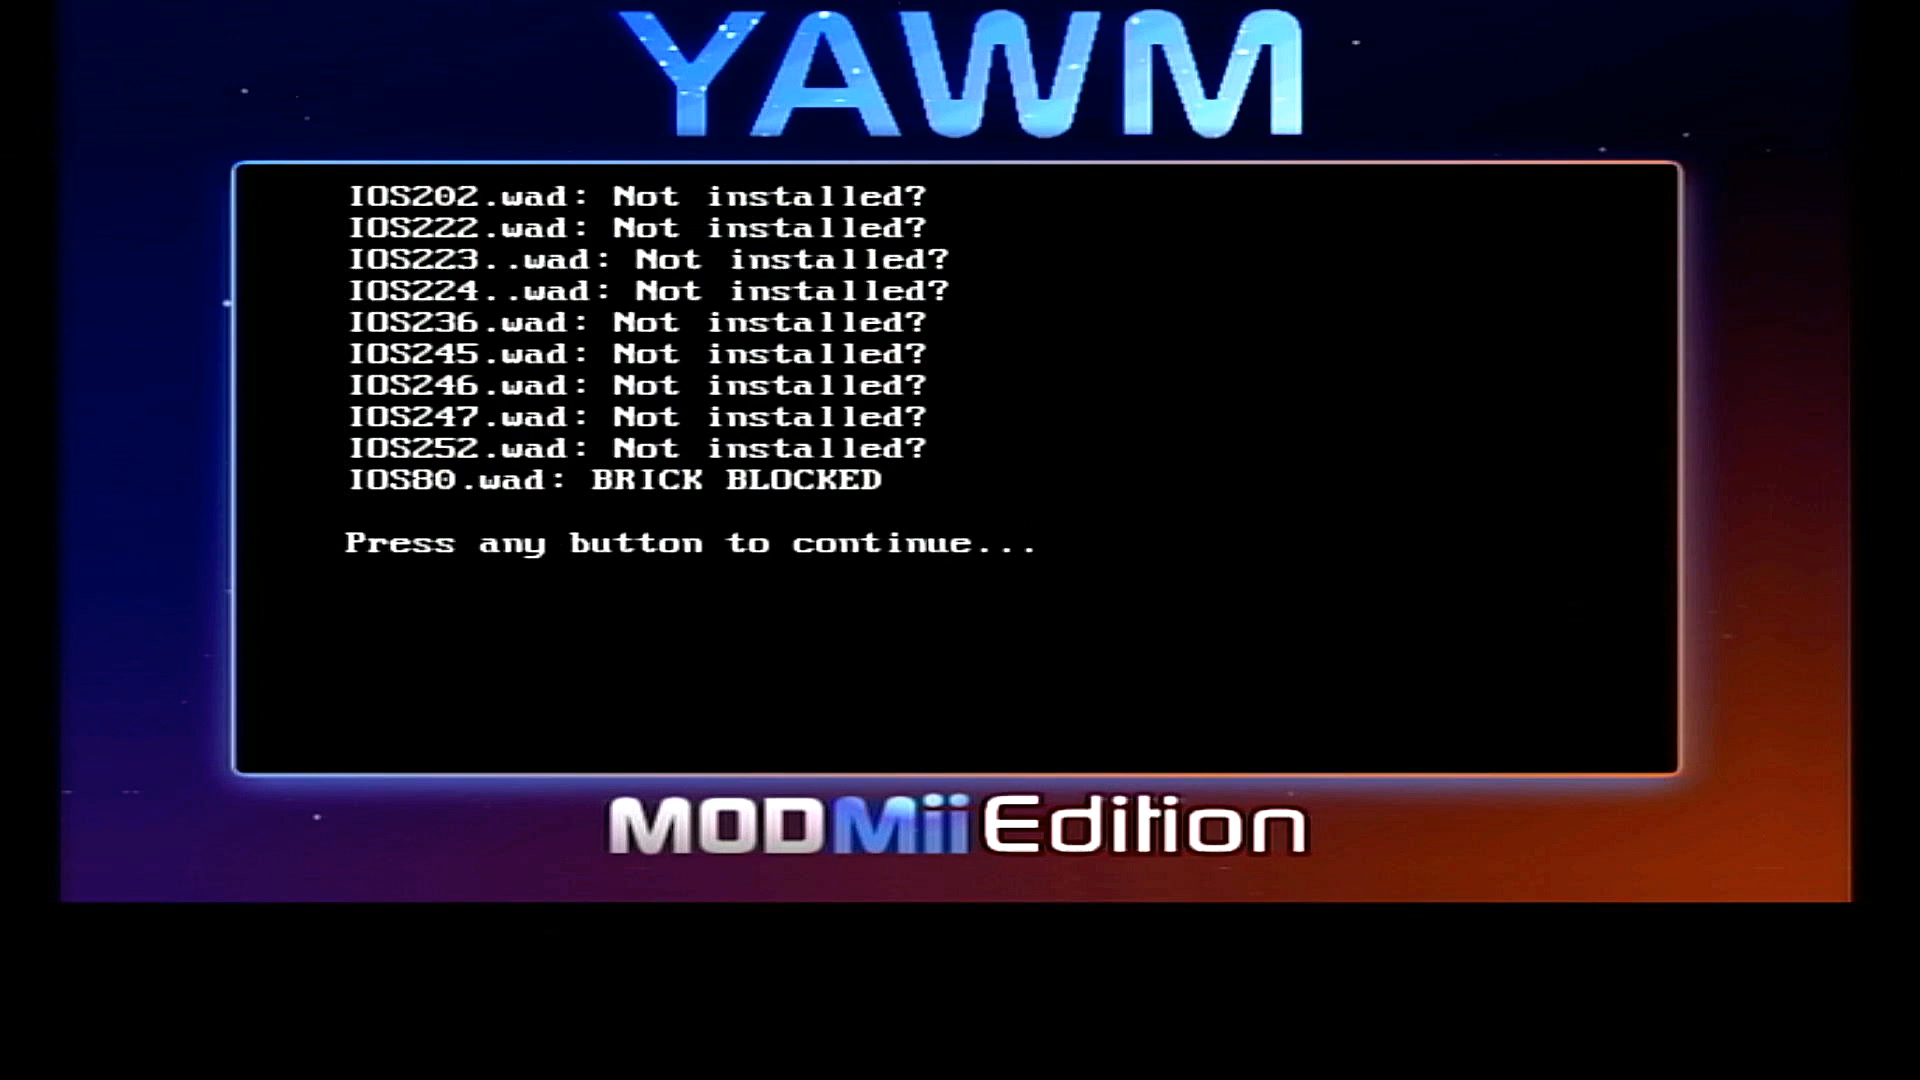 YAWM
IOS202.wad: Not installed?
IOS222.wad: Not installed?
IOS223..wad: Not installed?
IOS224..wad: Not installed?
IOS236.wad: Not installed?
IOS245.wad: Not installed?
IOS246.wad: Not installed?
IOS247.wad: Not installed?
IOS252.wad: Not installed?
IOS80.wad: BRICK BLOCKED
Press any button to continue...
MODMii Edition